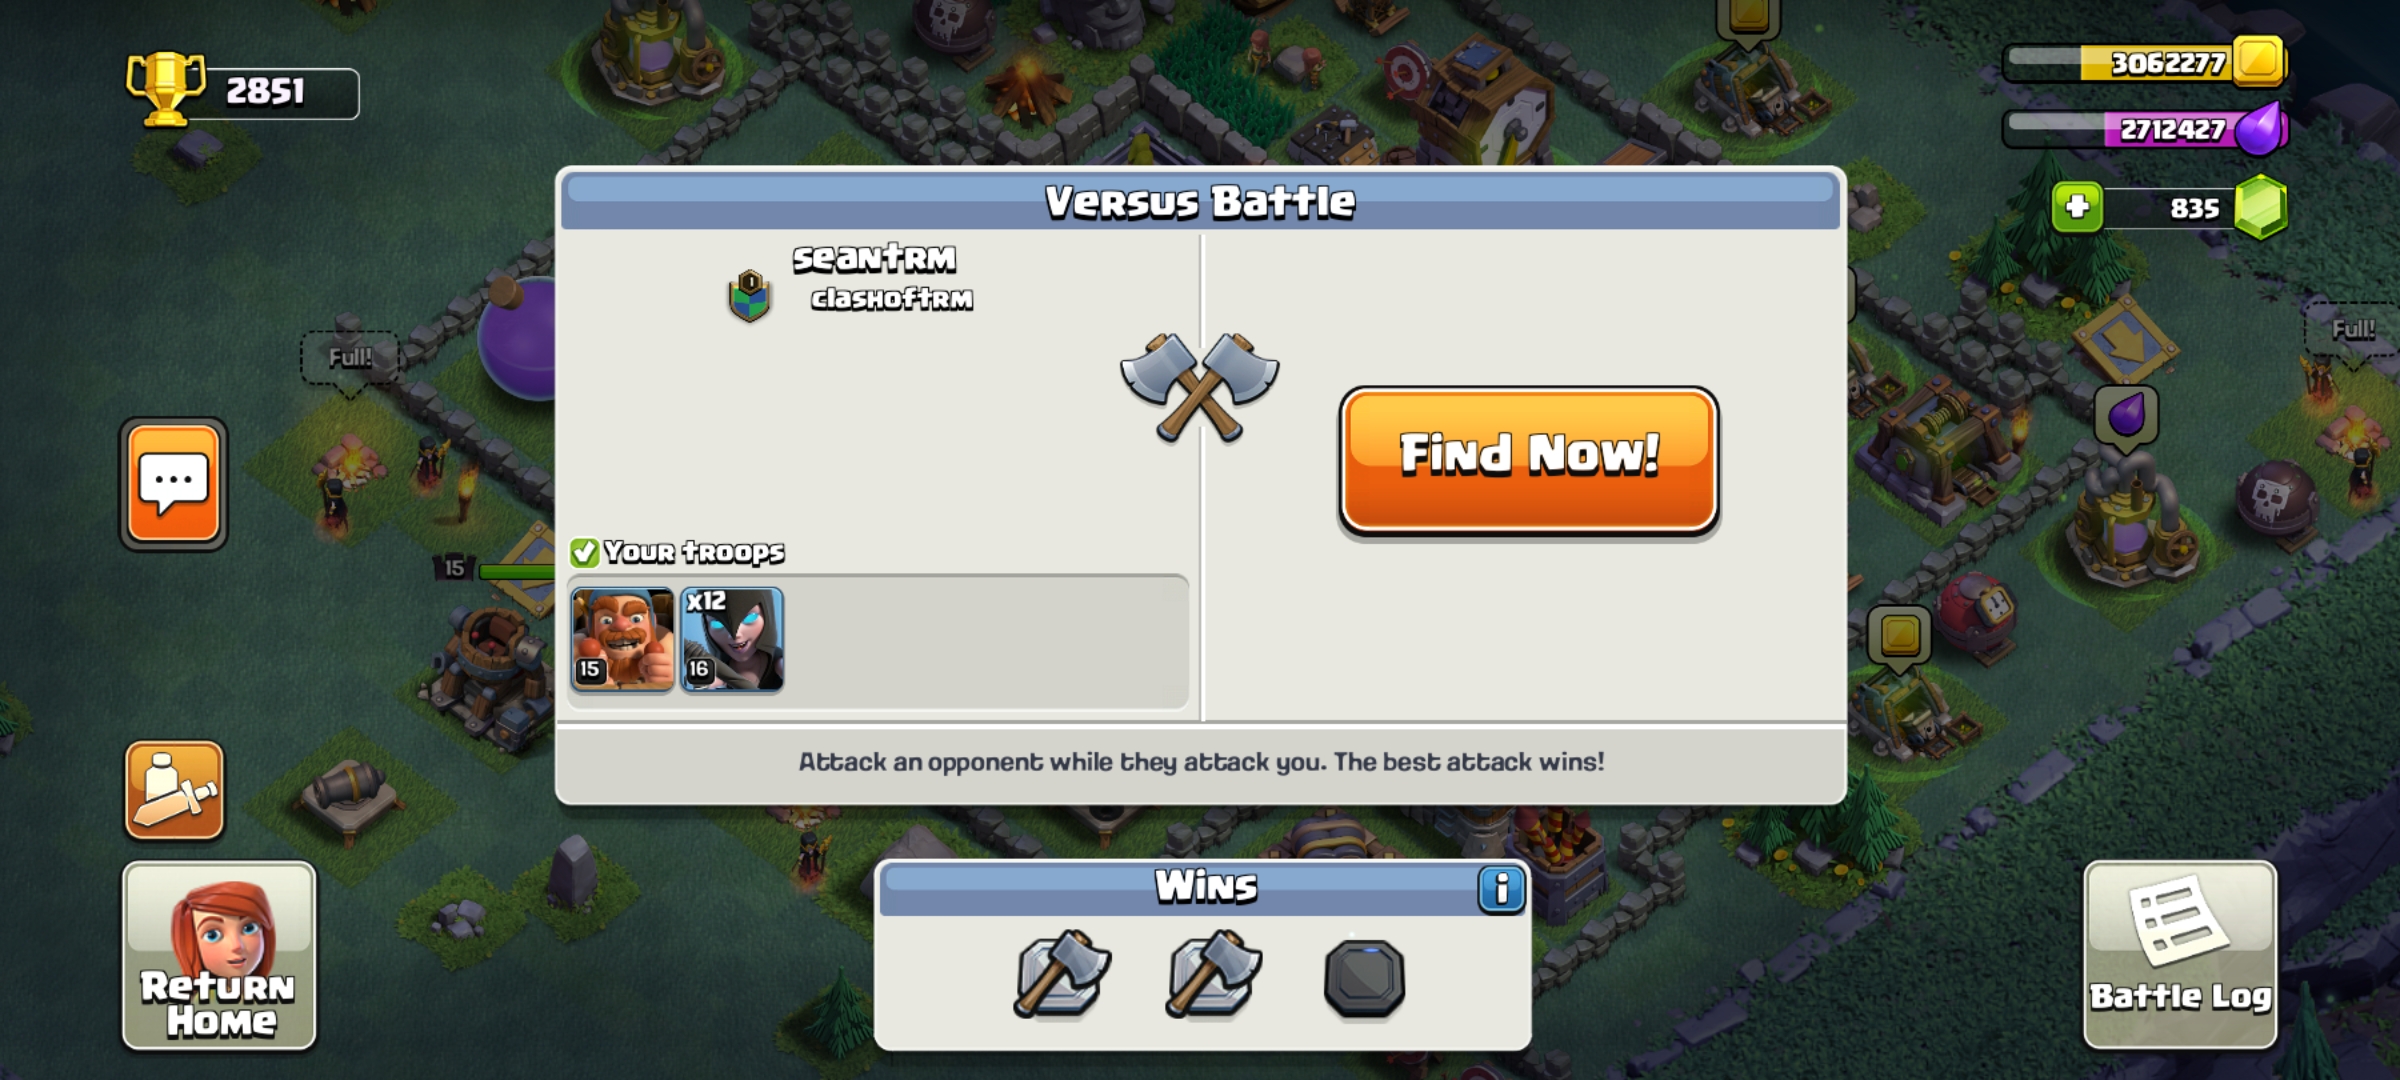 2851
3062277
2712427
835
Versus Battle
seantrm
clashoftrm
Full!
Full!
Find Now!
15
Your troops
x12
15
16
Attack an opponent while they attack you. The best attack wins!
Wins
i
Return
Home
Battle Log